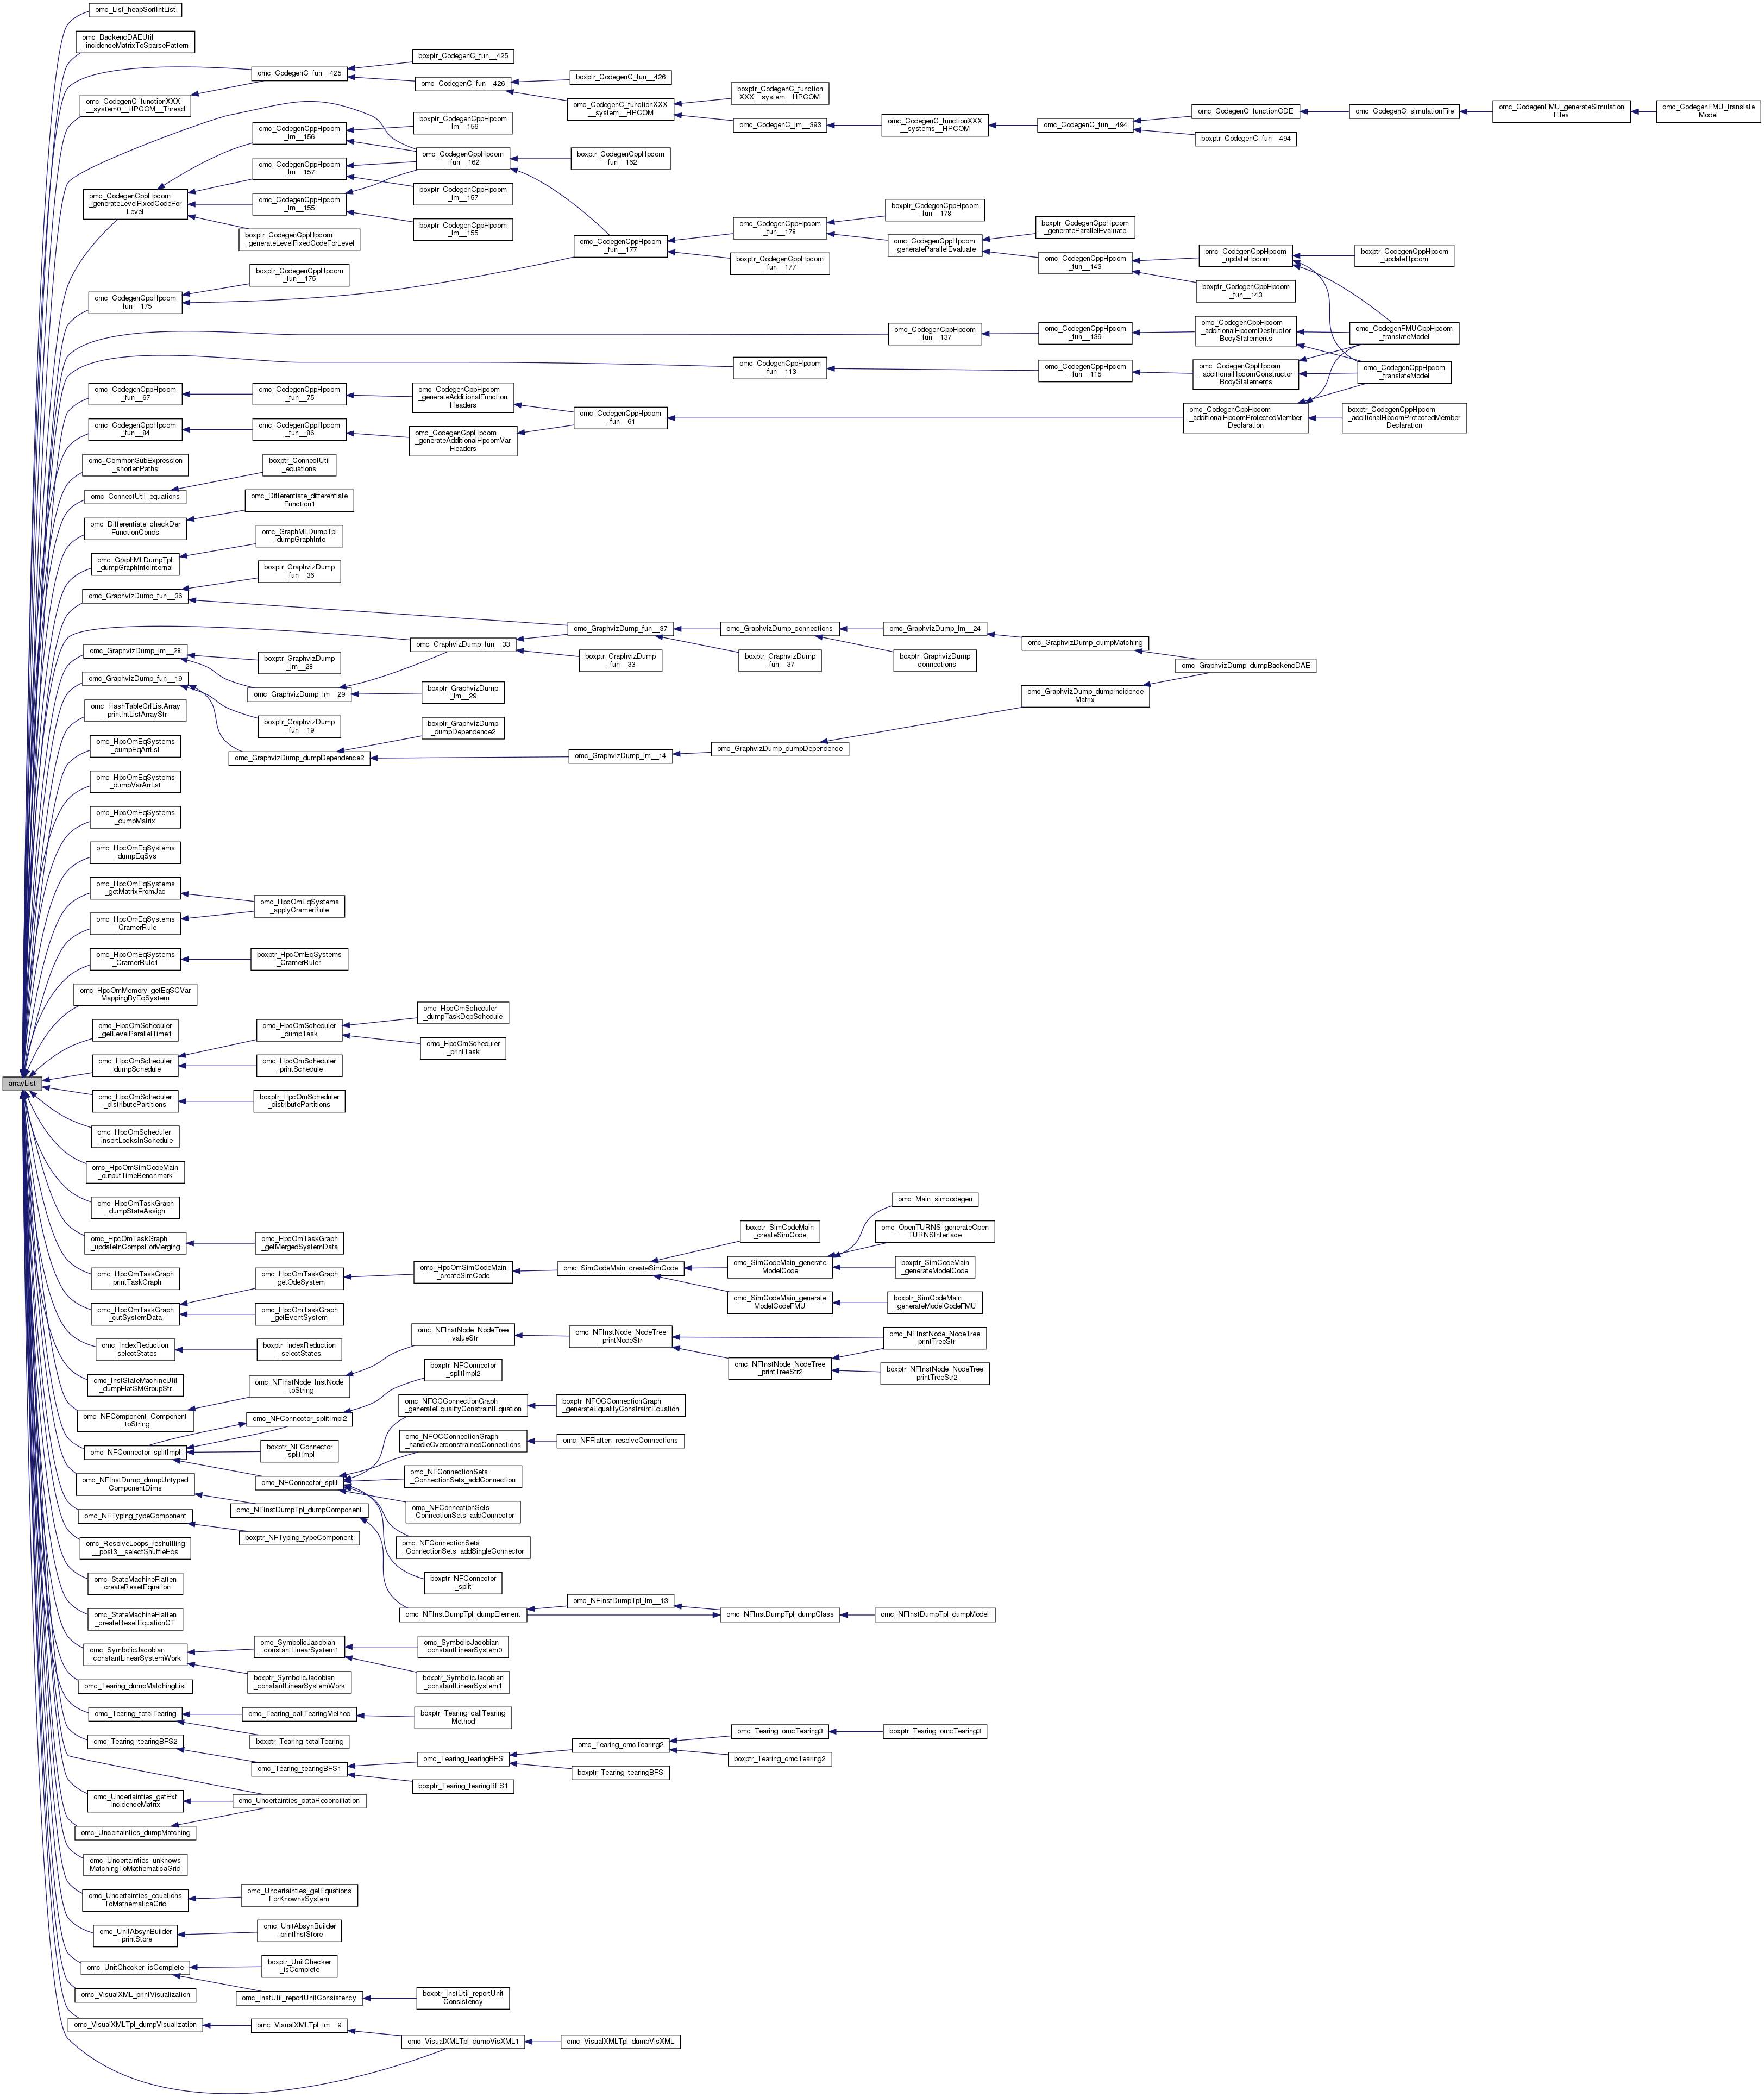 omc_List_heapSortIntList
omc_BackendDAEUtil
_incidenceMatrixToSparsePattern
boxptr_CodegenC_fun__425
omc_CodegenC_fun__425
omc_CodegenC_fun__426
boxptr_CodegenC_fun__426
omc_CodegenC_functionXXX
__system0__HPCOM__Thread
omc_CodegenC_functionXXX
__system__HPCOM
boxptr_CodegenC_function
XXX__system__HPCOM
omc_CodegenC_lm__393
omc_CodegenC_functionXXX
__systems__HPCOM
omc_CodegenC_fun__494
omc_CodegenC_functionODE
boxptr_CodegenC_fun__494
omc_CodegenC_simulationFile
omc_CodegenFMU_generateSimulation
Files
omc_CodegenFMU_translate
Model
omc_CodegenCppHpcom
_lm__156
boxptr_CodegenCppHpcom
_lm__156
omc_CodegenCppHpcom
_lm__157
omc_CodegenCppHpcom
_fun__162
boxptr_CodegenCppHpcom
_fun__162
omc_CodegenCppHpcom
_generateLevelFixedCodeFor
Level
omc_CodegenCppHpcom
_lm__155
boxptr_CodegenCppHpcom
_lm__157
boxptr_CodegenCppHpcom
_lm__155
boxptr_CodegenCppHpcom
_generateLevelFixedCodeForLevel
omc_CodegenCppHpcom
_fun__177
omc_CodegenCppHpcom
_fun__178
boxptr_CodegenCppHpcom
_fun__178
boxptr_CodegenCppHpcom
_fun__177
omc_CodegenCppHpcom
_generateParallelEvaluate
boxptr_CodegenCppHpcom
_generateParallelEvaluate
omc_CodegenCppHpcom
_fun__143
omc_CodegenCppHpcom
_updateHpcom
boxptr_CodegenCppHpcom
_updateHpcom
boxptr_CodegenCppHpcom
_fun__143
boxptr_CodegenCppHpcom
_fun__175
omc_CodegenCppHpcom
_fun__175
omc_CodegenCppHpcom
_fun__137
omc_CodegenCppHpcom
_fun__139
omc_CodegenCppHpcom
_additionalHpcomDestructor
BodyStatements
omc_CodegenFMUCppHpcom
_translateModel
omc_CodegenCppHpcom
_fun__113
omc_CodegenCppHpcom
_fun__115
omc_CodegenCppHpcom
_additionalHpcomConstructor
BodyStatements
omc_CodegenCppHpcom
_translateModel
omc_CodegenCppHpcom
_fun__67
omc_CodegenCppHpcom
_fun__75
omc_CodegenCppHpcom
_generateAdditionalFunction
Headers
omc_CodegenCppHpcom
_fun__61
omc_CodegenCppHpcom
_additionalHpcomProtectedMember
Declaration
boxptr_CodegenCppHpcom
_additionalHpcomProtectedMember
Declaration
omc_CodegenCppHpcom
_fun__84
omc_CodegenCppHpcom
_fun__86
omc_CodegenCppHpcom
_generateAdditionalHpcomVar
Headers
omc_CommonSubExpression
_shortenPaths
boxptr_ConnectUtil
_equations
omc_ConnectUtil_equations
omc_Differentiate_differentiate
Function1
omc_Differentiate_checkDer
FunctionConds
omc_GraphMLDumpTpl
_dumpGraphInfo
omc_GraphMLDumpTpl
_dumpGraphInfoInternal
boxptr_GraphvizDump
_fun__36
omc_GraphvizDump_fun__36
omc_GraphvizDump_fun__33
omc_GraphvizDump_fun__37
omc_GraphvizDump_connections
omc_GraphvizDump_lm__24
omc_GraphvizDump_dumpMatching
omc_GraphvizDump_lm__28
boxptr_GraphvizDump
_lm__28
boxptr_GraphvizDump
_fun__33
boxptr_GraphvizDump
_fun__37
boxptr_GraphvizDump
_connections
omc_GraphvizDump_dumpBackendDAE
omc_GraphvizDump_fun__19
omc_GraphvizDump_lm__29
boxptr_GraphvizDump
_lm__29
omc_GraphvizDump_dumpIncidence
Matrix
omc_HashTableCrIListArray
_printIntListArrayStr
boxptr_GraphvizDump
_fun__19
boxptr_GraphvizDump
_dumpDependence2
omc_HpcOmEqSystems
_dumpEqArrLst
omc_GraphvizDump_dumpDependence2
omc_GraphvizDump_lm__14
omc_GraphvizDump_dumpDependence
omc_HpcOmEqSystems
_dumpVarArrLst
omc_HpcOmEqSystems
_dumpMatrix
omc_HpcOmEqSystems
_dumpEqSys
omc_HpcOmEqSystems
_getMatrixFromJac
omc_HpcOmEqSystems
_applyCramerRule
omc_HpcOmEqSystems
_CramerRule
omc_HpcOmEqSystems
_CramerRule1
boxptr_HpcOmEqSystems
_CramerRule1
omc_HpcOmMemory_getEqSCVar
MappingByEqSystem
omc_HpcOmScheduler
_getLevelParallelTime1
omc_HpcOmScheduler
_dumpTask
omc_HpcOmScheduler
_dumpTaskDepSchedule
omc_HpcOmScheduler
_printTask
omc_HpcOmScheduler
_dumpSchedule
omc_HpcOmScheduler
_printSchedule
arrayList
omc_HpcOmScheduler
_distributePartitions
boxptr_HpcOmScheduler
_distributePartitions
omc_HpcOmScheduler
_insertLocksInSchedule
omc_HpcOmSimCodeMain
_outputTimeBenchmark
omc_HpcOmTaskGraph
_dumpStateAssign
omc_HpcOmTaskGraph
_updateInCompsForMerging
omc_HpcOmTaskGraph
_getMergedSystemData
omc_HpcOmTaskGraph
_printTaskGraph
omc_HpcOmTaskGraph
_getOdeSystem
omc_HpcOmSimCodeMain
_createSimCode
omc_SimCodeMain_createSimCode
boxptr_SimCodeMain
_createSimCode
omc_SimCodeMain_generate
ModelCode
omc_Main_simcodegen
omc_OpenTURNS_generateOpen
TURNSInterface
boxptr_SimCodeMain
_generateModelCode
omc_SimCodeMain_generate
ModelCodeFMU
boxptr_SimCodeMain
_generateModelCodeFMU
omc_HpcOmTaskGraph
_cutSystemData
omc_HpcOmTaskGraph
_getEventSystem
omc_IndexReduction
_selectStates
boxptr_IndexReduction
_selectStates
omc_NFInstNode_NodeTree
_valueStr
omc_NFInstNode_NodeTree
_printNodeStr
omc_NFInstNode_NodeTree
_printTreeStr
omc_NFInstNode_NodeTree
_printTreeStr2
boxptr_NFInstNode_NodeTree
_printTreeStr2
omc_InstStateMachineUtil
_dumpFlatSMGroupStr
omc_NFInstNode_InstNode
_toString
boxptr_NFConnector
_splitImpl2
omc_NFComponent_Component
_toString
omc_NFConnector_splitImpl2
omc_NFOCConnectionGraph
_generateEqualityConstraintEquation
boxptr_NFOCConnectionGraph
_generateEqualityConstraintEquation
omc_NFConnector_splitImpl
boxptr_NFConnector
_splitImpl
omc_NFOCConnectionGraph
_handleOverconstrainedConnections
omc_NFFlatten_resolveConnections
omc_NFInstDump_dumpUntyped
ComponentDims
omc_NFConnector_split
omc_NFConnectionSets
_ConnectionSets_addConnection
omc_NFTyping_typeComponent
omc_NFInstDumpTpl_dumpComponent
omc_NFConnectionSets
_ConnectionSets_addConnector
boxptr_NFTyping_typeComponent
omc_ResolveLoops_reshuffling
__post3__selectShuffleEqs
omc_NFConnectionSets
_ConnectionSets_addSingleConnector
omc_StateMachineFlatten
_createResetEquation
boxptr_NFConnector
_split
omc_StateMachineFlatten
_createResetEquationCT
omc_NFInstDumpTpl_dumpElement
omc_NFInstDumpTpl_lm__13
omc_NFInstDumpTpl_dumpClass
omc_NFInstDumpTpl_dumpModel
omc_SymbolicJacobian
_constantLinearSystemWork
omc_SymbolicJacobian
_constantLinearSystem1
omc_SymbolicJacobian
_constantLinearSystem0
boxptr_SymbolicJacobian
_constantLinearSystemWork
boxptr_SymbolicJacobian
_constantLinearSystem1
omc_Tearing_dumpMatchingList
omc_Tearing_totalTearing
omc_Tearing_callTearingMethod
boxptr_Tearing_callTearing
Method
boxptr_Tearing_totalTearing
omc_Tearing_tearingBFS2
omc_Tearing_tearingBFS1
omc_Tearing_tearingBFS
omc_Tearing_omcTearing2
omc_Tearing_omcTearing3
boxptr_Tearing_omcTearing3
boxptr_Tearing_omcTearing2
boxptr_Tearing_tearingBFS
boxptr_Tearing_tearingBFS1
omc_Uncertainties_getExt
IncidenceMatrix
omc_Uncertainties_dataReconciliation
omc_Uncertainties_dumpMatching
omc_Uncertainties_unknows
MatchingToMathematicaGrid
omc_Uncertainties_equations
ToMathematicaGrid
omc_Uncertainties_getEquations
ForKnownsSystem
omc_UnitAbsynBuilder
_printStore
omc_UnitAbsynBuilder
_printInstStore
omc_UnitChecker_isComplete
boxptr_UnitChecker
_isComplete
omc_VisualXML_printVisualization
omc_InstUtil_reportUnitConsistency
boxptr_InstUtil_reportUnit
Consistency
omc_VisualXMLTpl_dumpVisualization
omc_VisualXMLTpl_lm__9
omc_VisualXMLTpl_dumpVisXML1
omc_VisualXMLTpl_dumpVisXML